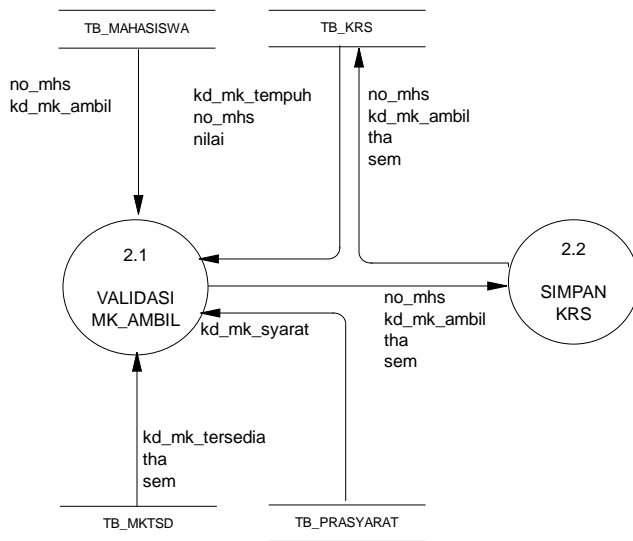 TB_MAHASISWA
TB_KRS
no_mhs
kd_mk_ambil
kd_mk_tempuh
no_mhs
nilai
no_mhs
kd_mk_ambil
tha
sem
2.1
VALIDASI
MK_AMBIL
2.2
SIMPAN
KRS
no_mhs
kd_mk_ambil
tha
sem
kd_mk_syarat
kd_mk_tersedia
tha
sem
TB_MKTSD
TB_PRASYARAT